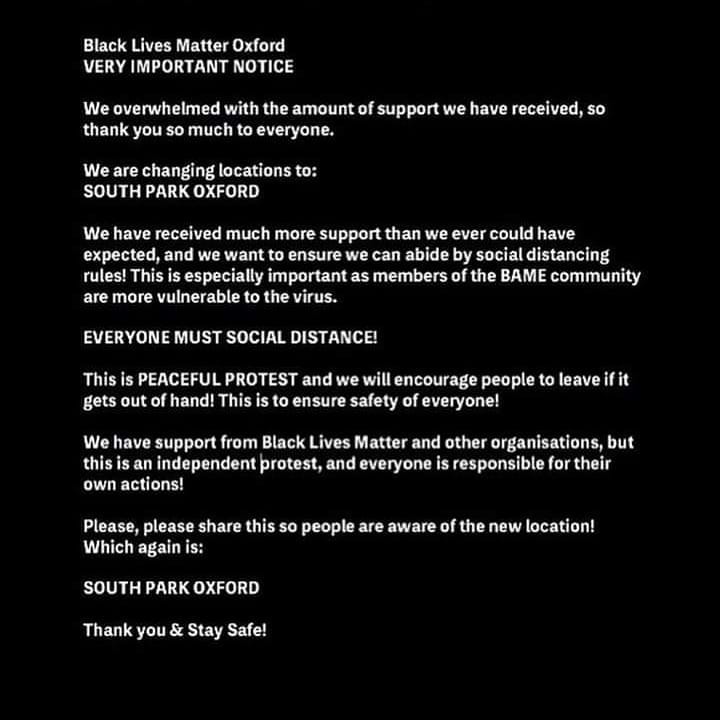 Black Lives Matter Oxford
VERY IMPORTANT NOTICE
We overwhelmed with the amount of support we have received, so
thank you so much to everyone.
We are changing locations to:
SOUTH PARK OXFORD
We have received much more support than we ever could have
expected, and we want to ensure we can abide by social distancing
rules! This is especially important as members of the BAME community
are more vulnerable to the virus.
EVERYONE MUST SOCIAL DISTANCE!
This is PEACEFUL PROTEST and we will encourage people to leave if it
gets out of hand! This is to ensure safety of everyone!
We have support from Black Lives Matter and other organisations, but
this is an independent protest, and everyone is responsible for their
own actions!
Please, please share this so people are aware of the new location!
Which again is:
SOUTH PARK OXFORD
Thank you & Stay Safe!